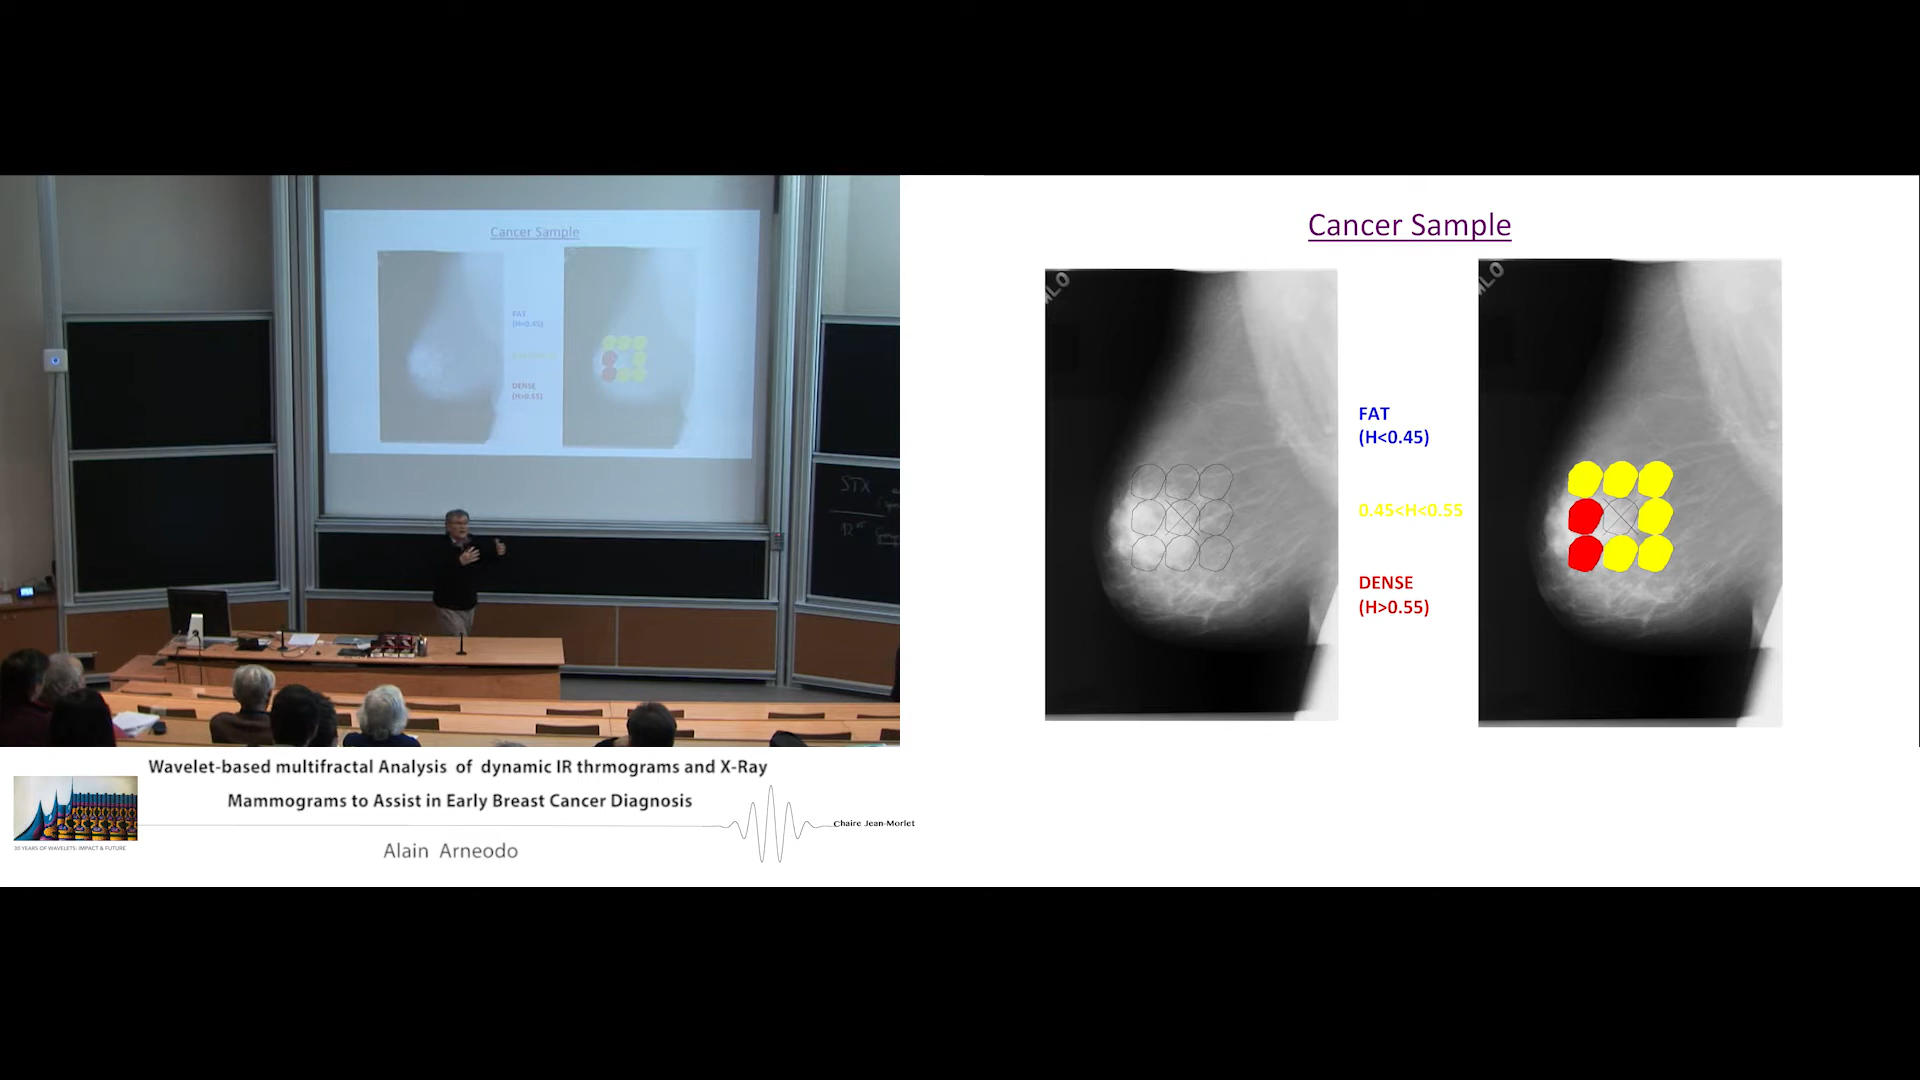 Cancer Sample
FAT
(H<0.45)
DENSE
(H>0.55)
STX
Cancer Sample
MLO
MLO
FAT
(H<0.45)
0.45<H<0.55
DENSE
(H>0.55)
Wavelet-based multifractal Analysis of dynamic IR thrmograms and X-Ray
Mammograms to Assist in Early Breast Cancer Diagnosis
Chaire Jean-Morlet
30 YEARS OF WAVELETS: IMPACT & FUTURE
Alain Arneodo